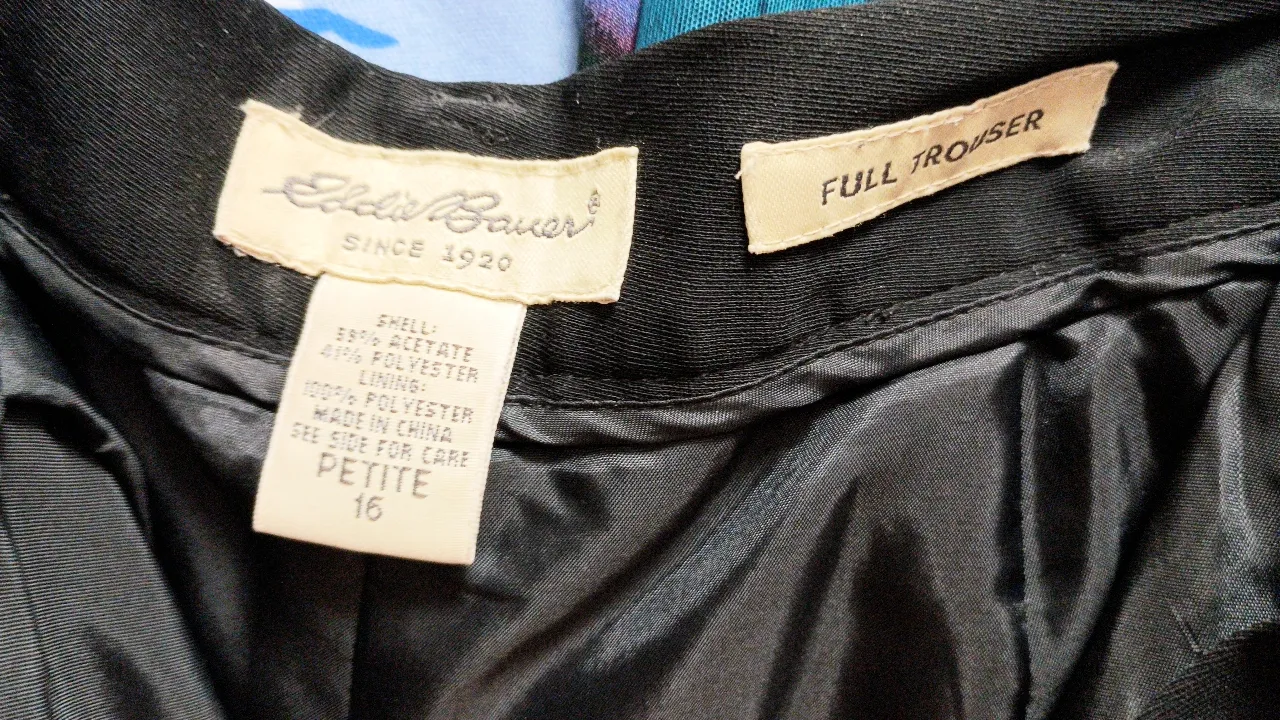 Eddie Bauer®
SINCE 1920
FULL TROUSER
SHELL:
59% ACETATE
41% POLYESTER
LINING:
100% POLYESTER
MADE IN CHINA
SEE SIDE FOR CARE
PETITE
16